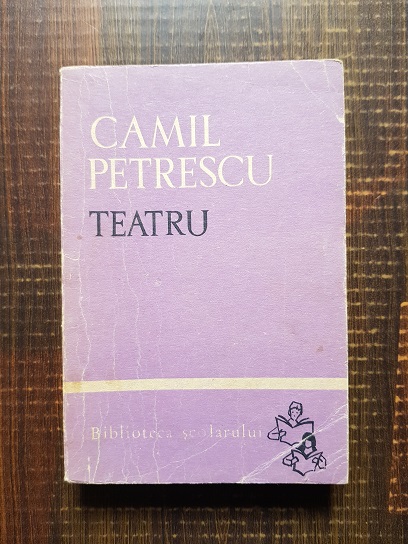 CAMIL
PETRESCU
TEATRU
Biblioteca școlarului